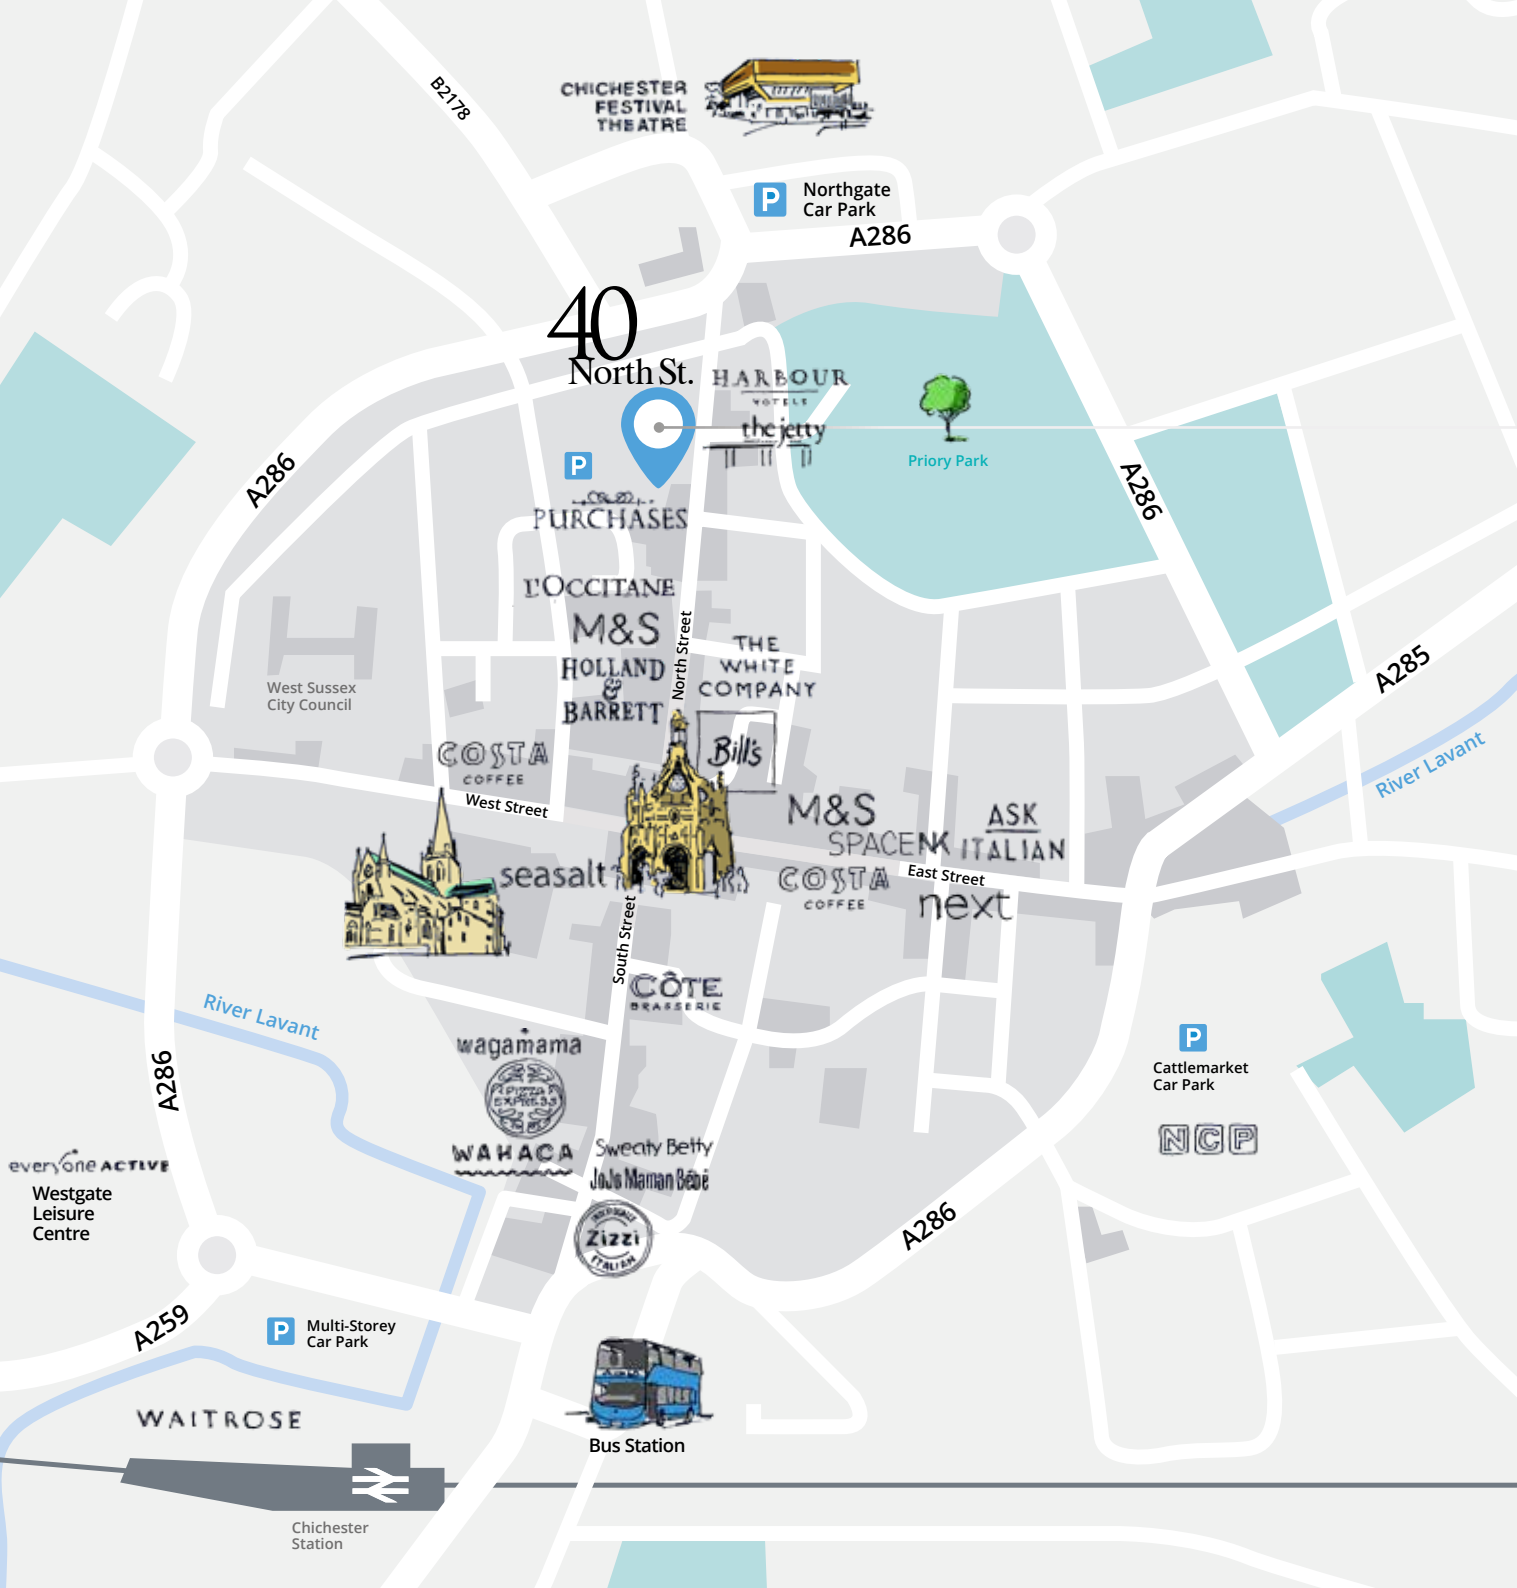 B2178
CHICHESTER
FESTIVAL
THEATRE
P
Northgate
Car Park
A286
40
North St.
HARBOUR
HOTELS
the jetty
Priory Park
A286
P
A286
PURCHASES
L'OCCITANE
M&S
HOLLAND
&
BARRETT
North Street
THE
WHITE
COMPANY
West Sussex
City Council
A285
River Lavant
COSTA
COFFEE
Bill's
West Street
M&S
SPACENK
ASK
ITALIAN
seasalt
COSTA
COFFEE
East Street
next
South Street
CÔTE
BRASSERIE
River Lavant
wagamama
PIZZA
EXPRESS
A286
P
Cattlemarket
Car Park
NCP
WAHACA
Sweaty Betty
JoJo Maman Bébé
everyone ACTIVE
Westgate
Leisure
Centre
Zizzi
ITALIAN
A286
A259
P
Multi-Storey
Car Park
WAITROSE
Bus Station
Chichester
Station